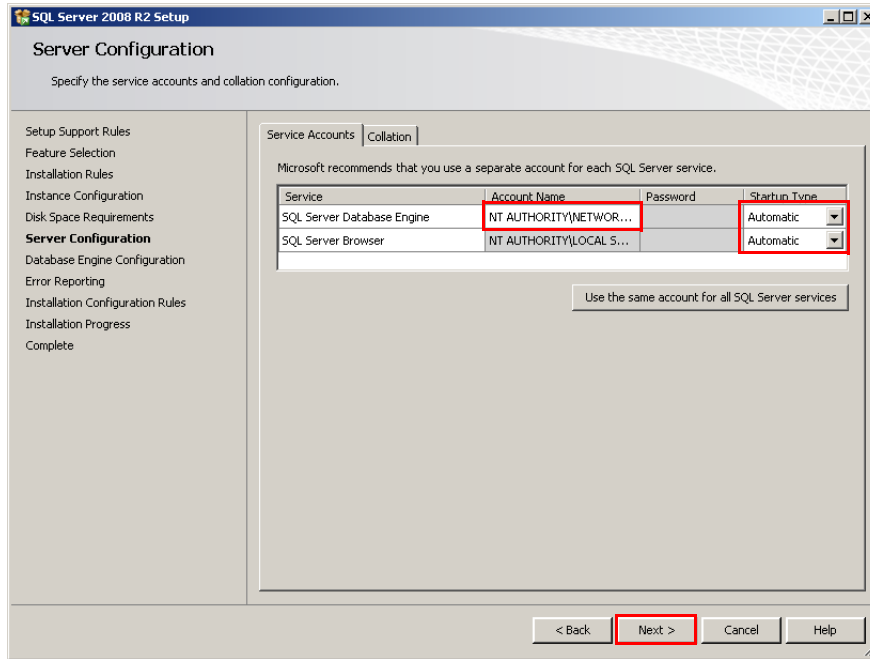 SQL Server 2008 R2 Setup
Server Configuration
Specify the service accounts and collation configuration.
Setup Support Rules
Feature Selection
Installation Rules
Instance Configuration
Disk Space Requirements
Server Configuration
Database Engine Configuration
Error Reporting
Installation Configuration Rules
Installation Progress
Complete
Service Accounts Collation
Microsoft recommends that you use a separate account for each SQL Server service.
Service Account Name Password Startup Type
SQL Server Database Engine NT AUTHORITY\NETWOR... Automatic
SQL Server Browser NT AUTHORITY\LOCAL S... Automatic
Use the same account for all SQL Server services
< Back Next > Cancel Help